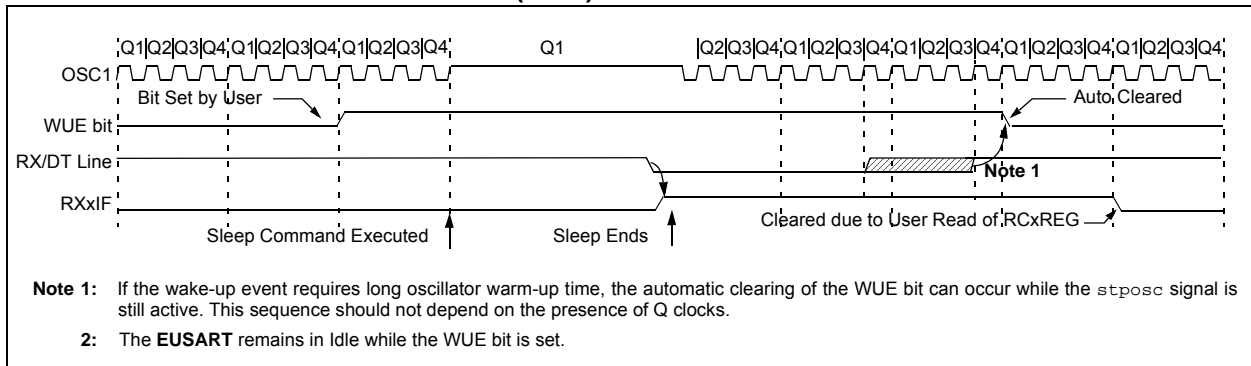 Q1|Q2|Q3|Q4 Q1|Q2|Q3|Q4 Q1|Q2|Q3|Q4 Q1 |Q2|Q3|Q4 Q1|Q2|Q3|Q4 Q1|Q2|Q3|Q4 Q1|Q2|Q3|Q4 Q1|Q2|Q3|Q4
OSC1
Bit Set by User Auto Cleared
WUE bit
RX/DT Line
Note 1
RXxIF
Cleared due to User Read of RCxREG
Sleep Command Executed Sleep Ends
Note 1: If the wake-up event requires long oscillator warm-up time, the automatic clearing of the WUE bit can occur while the stposc signal is
still active. This sequence should not depend on the presence of Q clocks.
2: The EUSART remains in Idle while the WUE bit is set.